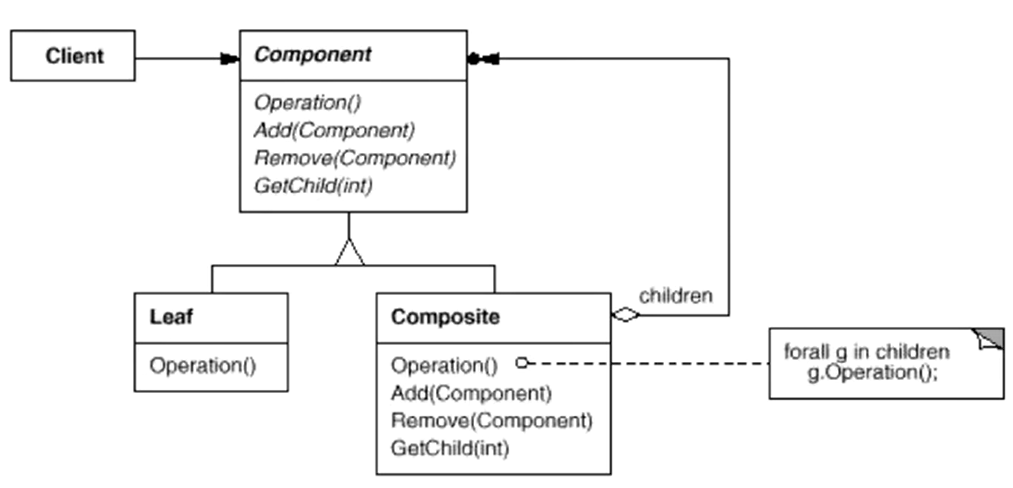 Client
Component
Operation()
Add(Component)
Remove(Component)
GetChild(int)
Leaf
Operation()
Composite
Operation()
Add(Component)
Remove(Component)
GetChild(int)
children
forall g in children
g.Operation();